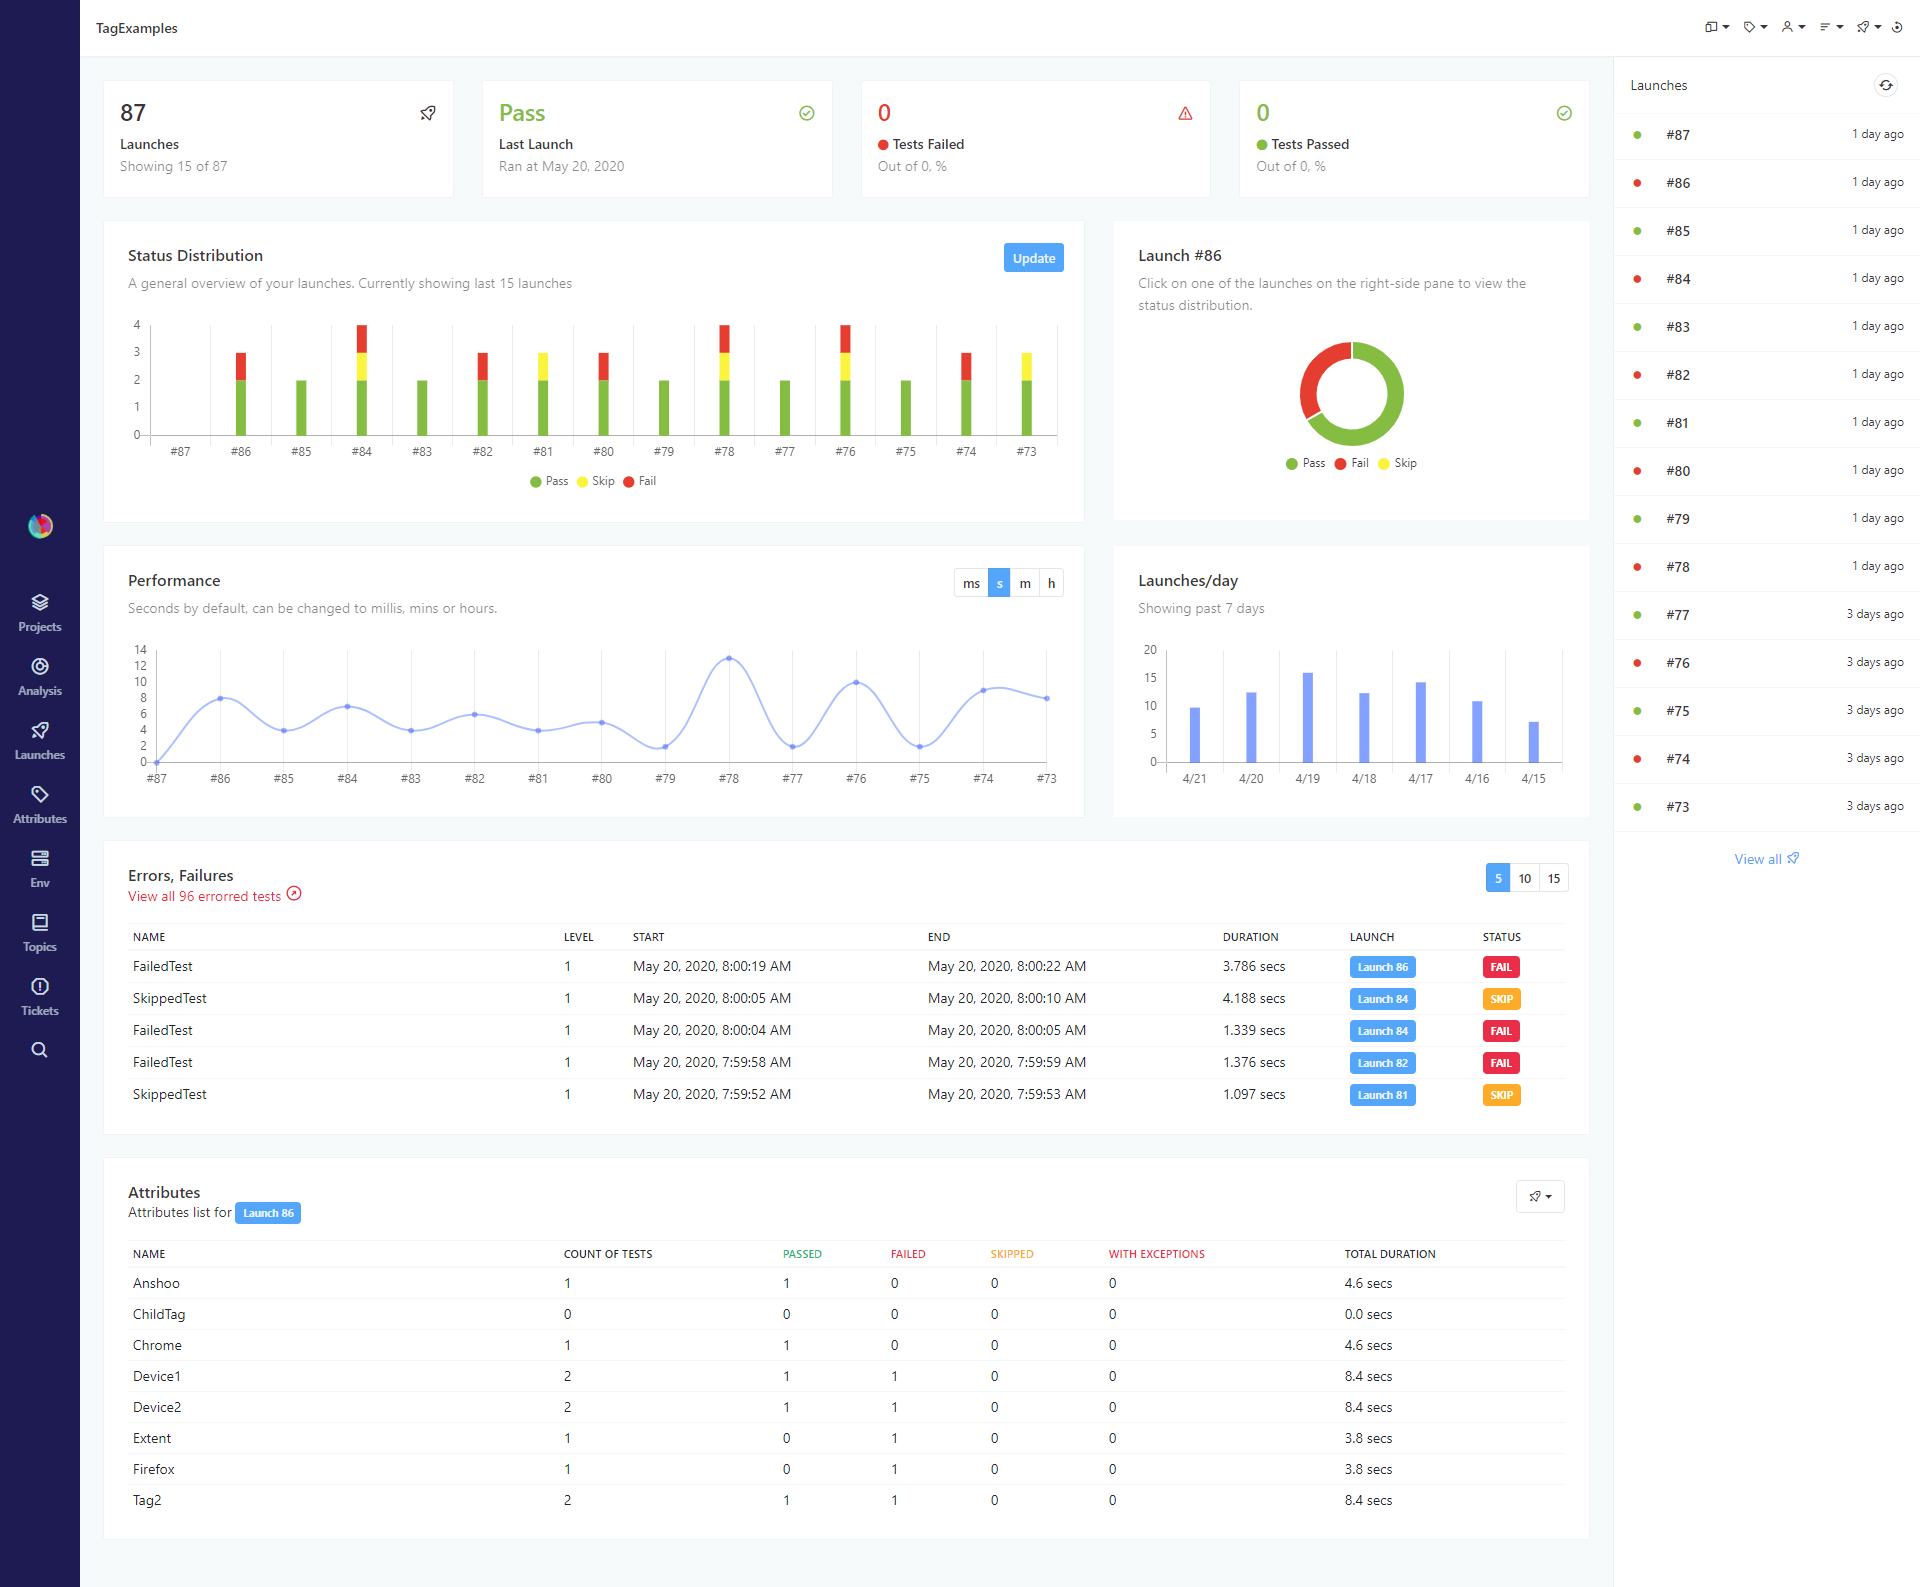 TagExamples
Projects
Analysis
Launches
Attributes
Env
Topics
Tickets
87
Launches
Showing 15 of 87
Pass
Last Launch
Ran at May 20, 2020
0
Tests Failed
Out of 0, %
0
Tests Passed
Out of 0, %
Status Distribution
Update
A general overview of your launches. Currently showing last 15 launches
4
3
2
1
0
#87 #86 #85 #84 #83 #82 #81 #80 #79 #78 #77 #76 #75 #74 #73
Pass Skip Fail
Launch #86
Click on one of the launches on the right-side pane to view the
status distribution.
Pass Fail Skip
Performance
ms s m h
Seconds by default, can be changed to millis, mins or hours.
14
12
10
8
6
4
2
0
#87 #86 #85 #84 #83 #82 #81 #80 #79 #78 #77 #76 #75 #74 #73
Launches/day
Showing past 7 days
20
15
10
5
0
4/21 4/20 4/19 4/18 4/17 4/16 4/15
Errors, Failures
View all 96 errorred tests
5 10 15
NAME LEVEL START END DURATION LAUNCH STATUS
FailedTest 1 May 20, 2020, 8:00:19 AM May 20, 2020, 8:00:22 AM 3.786 secs Launch 86 FAIL
SkippedTest 1 May 20, 2020, 8:00:05 AM May 20, 2020, 8:00:10 AM 4.188 secs Launch 84 SKIP
FailedTest 1 May 20, 2020, 8:00:04 AM May 20, 2020, 8:00:05 AM 1.339 secs Launch 84 FAIL
FailedTest 1 May 20, 2020, 7:59:58 AM May 20, 2020, 7:59:59 AM 1.376 secs Launch 82 FAIL
SkippedTest 1 May 20, 2020, 7:59:52 AM May 20, 2020, 7:59:53 AM 1.097 secs Launch 81 SKIP
Attributes
Attributes list for Launch 86
NAME COUNT OF TESTS PASSED FAILED SKIPPED WITH EXCEPTIONS TOTAL DURATION
Anshoo 1 1 0 0 0 4.6 secs
ChildTag 0 0 0 0 0 0.0 secs
Chrome 1 1 0 0 0 4.6 secs
Device1 2 1 1 0 0 8.4 secs
Device2 2 1 1 0 0 8.4 secs
Extent 1 0 1 0 0 3.8 secs
Firefox 1 0 1 0 0 3.8 secs
Tag2 2 1 1 0 0 8.4 secs
Launches
#87 1 day ago
#86 1 day ago
#85 1 day ago
#84 1 day ago
#83 1 day ago
#82 1 day ago
#81 1 day ago
#80 1 day ago
#79 1 day ago
#78 1 day ago
#77 3 days ago
#76 3 days ago
#75 3 days ago
#74 3 days ago
#73 3 days ago
View all